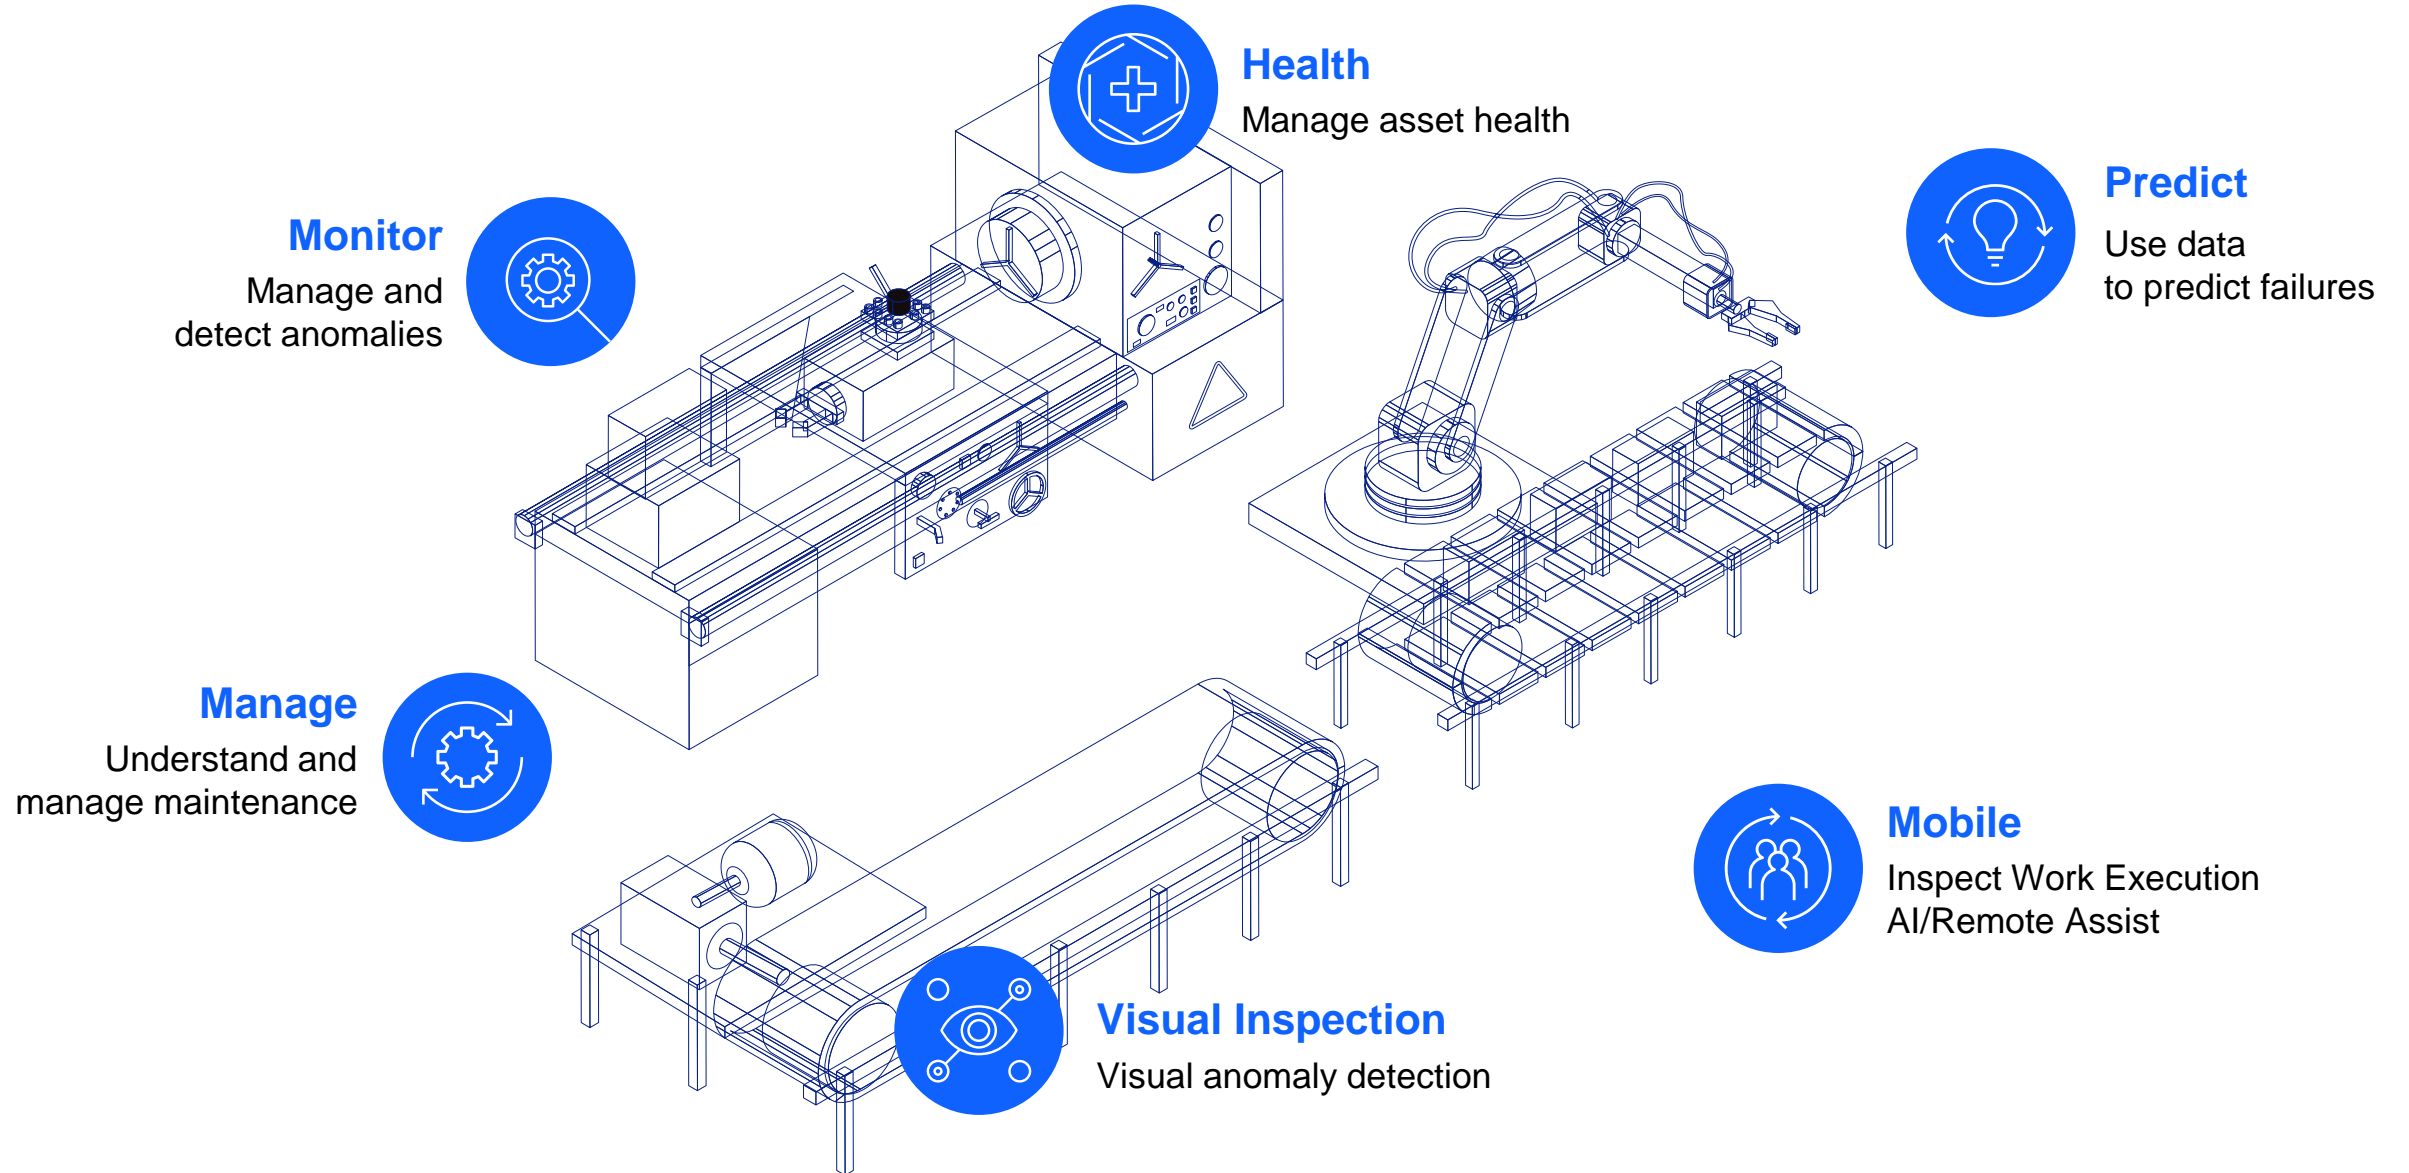 Health
Manage asset health
Predict
Use data
to predict failures
Monitor
Manage and
detect anomalies
Manage
Understand and
manage maintenance
Mobile
Inspect Work Execution
AI/Remote Assist
Visual Inspection
Visual anomaly detection